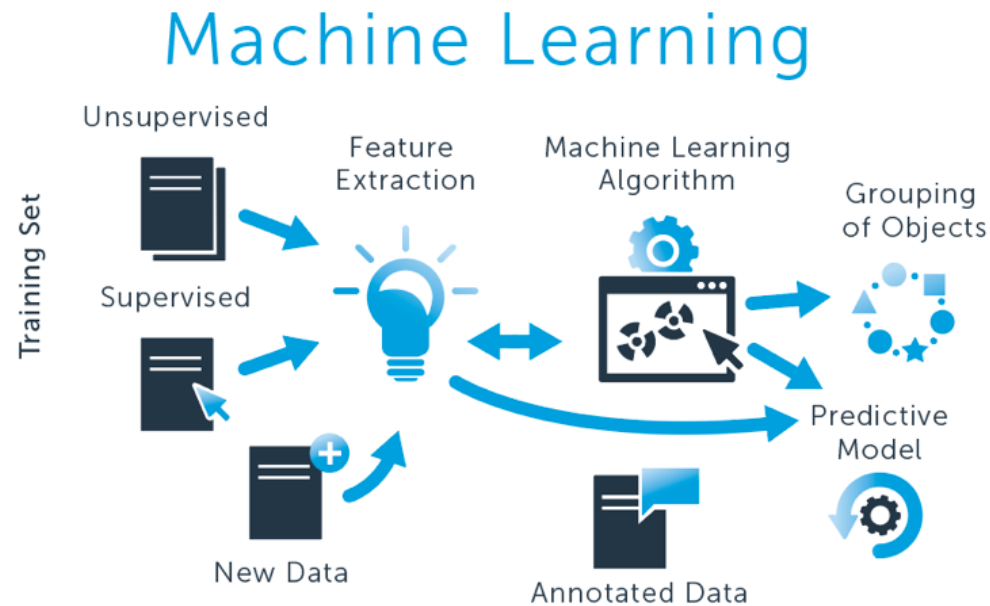 Machine Learning
Unsupervised
Feature
Extraction
Machine Learning
Algorithm
Grouping
of Objects
Training Set
Supervised
Predictive
Model
New Data
Annotated Data